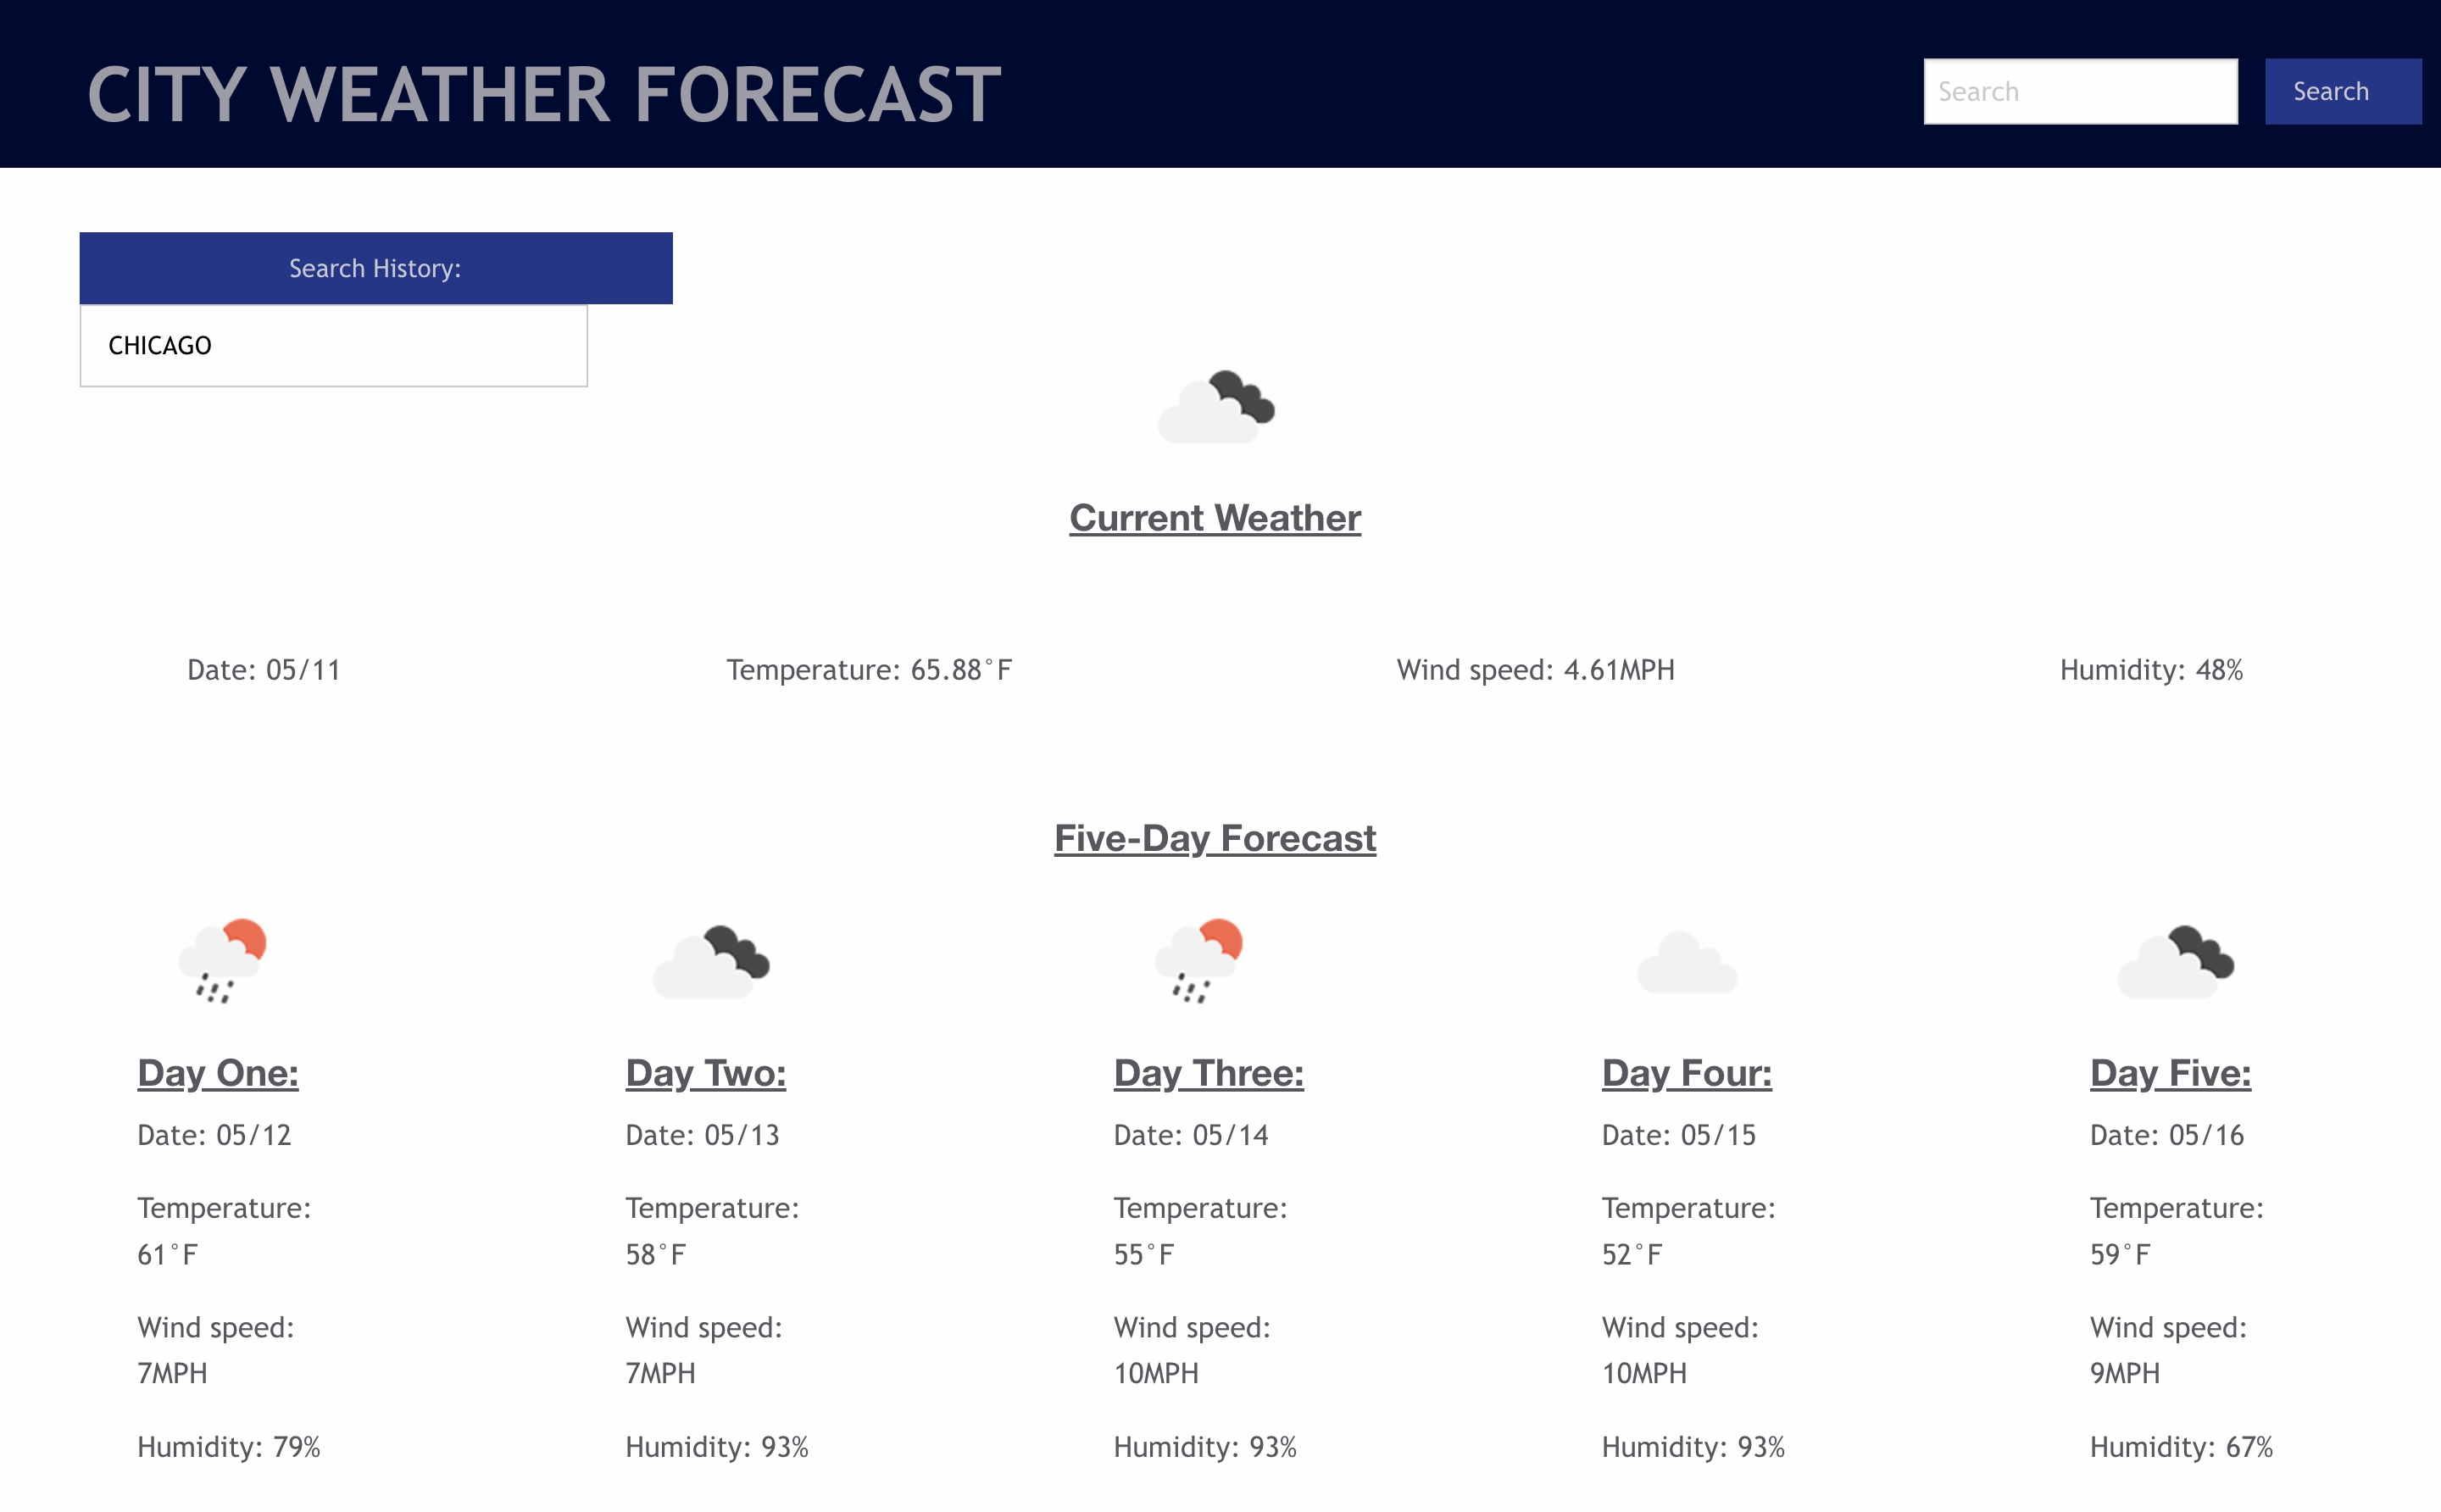 CITY WEATHER FORECAST
Search
Search
Search History:
CHICAGO
Current Weather
Date: 05/11
Temperature: 65.88°F
Wind speed: 4.61MPH
Humidity: 48%
Five-Day Forecast
Day One:
Date: 05/12
Temperature:
61°F
Wind speed:
7MPH
Humidity: 79%
Day Two:
Date: 05/13
Temperature:
58°F
Wind speed:
7MPH
Humidity: 93%
Day Three:
Date: 05/14
Temperature:
55°F
Wind speed:
10MPH
Humidity: 93%
Day Four:
Date: 05/15
Temperature:
52°F
Wind speed:
10MPH
Humidity: 93%
Day Five:
Date: 05/16
Temperature:
59°F
Wind speed:
9MPH
Humidity: 67%